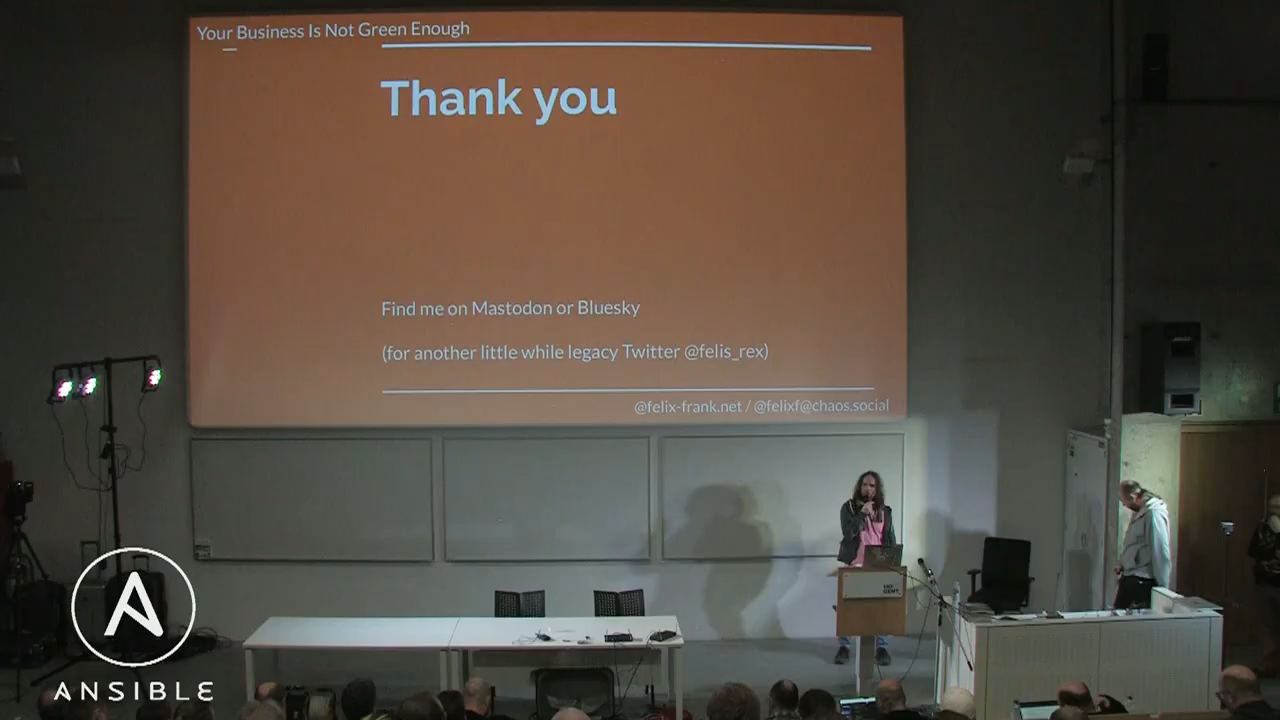 Your Business Is Not Green Enough
Thank you
Find me on Mastodon or Bluesky
(for another little while legacy Twitter @felis_rex)
@felix-frank.net / @felixf@chaos.social
ANSIBLE